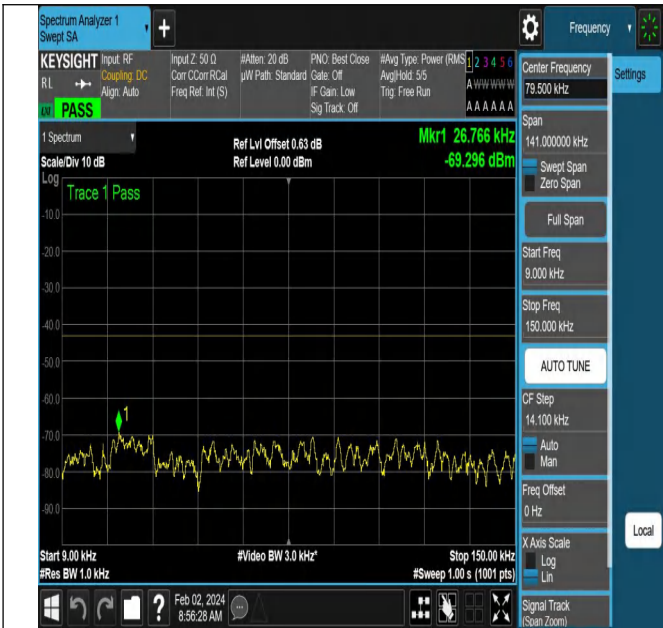 Spectrum Analyzer 1
Swept SA
+
Frequency
KEYSIGHT
RL
PASS
Input: RF
Coupling: DC
Align: Auto
Input Z: 50 Ω
Corr CCorr RCal
Freq Ref: Int (S)
#Atten: 20 dB
µW Path: Standard
PNO: Best Close
Gate: Off
IF Gain: Low
Sig Track: Off
#Avg Type: Power (RMS
Avg|Hold: 5/5
Trig: Free Run
1 2 3 4 5 6
A W W W W W
A A A A A A
Center Frequency
79.500 kHz
Settings
Span
141.000000 kHz
Swept Span
Zero Span
Full Span
Start Freq
9.000 kHz
Stop Freq
150.000 kHz
AUTO TUNE
CF Step
14.100 kHz
Auto
Man
Freq Offset
0 Hz
X Axis Scale
Log
Lin
Signal Track
(Span Zoom)
Local
1 Spectrum
Scale/Div 10 dB
Ref Lvl Offset 0.63 dB
Ref Level 0.00 dBm
Mkr1 26.766 kHz
-69.296 dBm
Log
Trace 1 Pass
-10.0
-20.0
-30.0
-40.0
-50.0
-60.0
-70.0
-80.0
-90.0
1
Start 9.00 kHz
#Res BW 1.0 kHz
#Video BW 3.0 kHz*
Stop 150.00 kHz
#Sweep 1.00 s (1001 pts)
?
Feb 02, 2024
8:56:28 AM